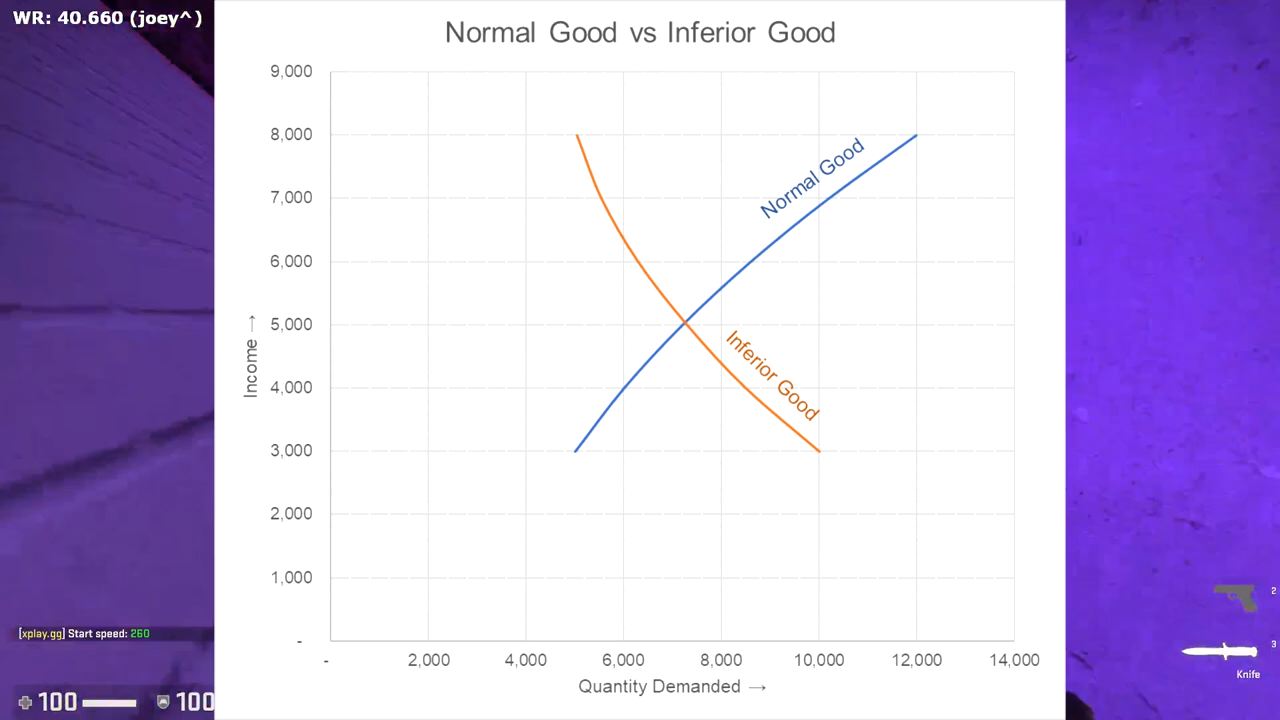 WR: 40.660 (joey^)
Normal Good vs Inferior Good
9,000
8,000
7,000
6,000
5,000
4,000
3,000
2,000
1,000
-
Income →
Normal Good
Inferior Good
- 2,000 4,000 6,000 8,000 10,000 12,000 14,000
Quantity Demanded →
[xplay.gg] Start speed: 260
100 100
2
3
Knife